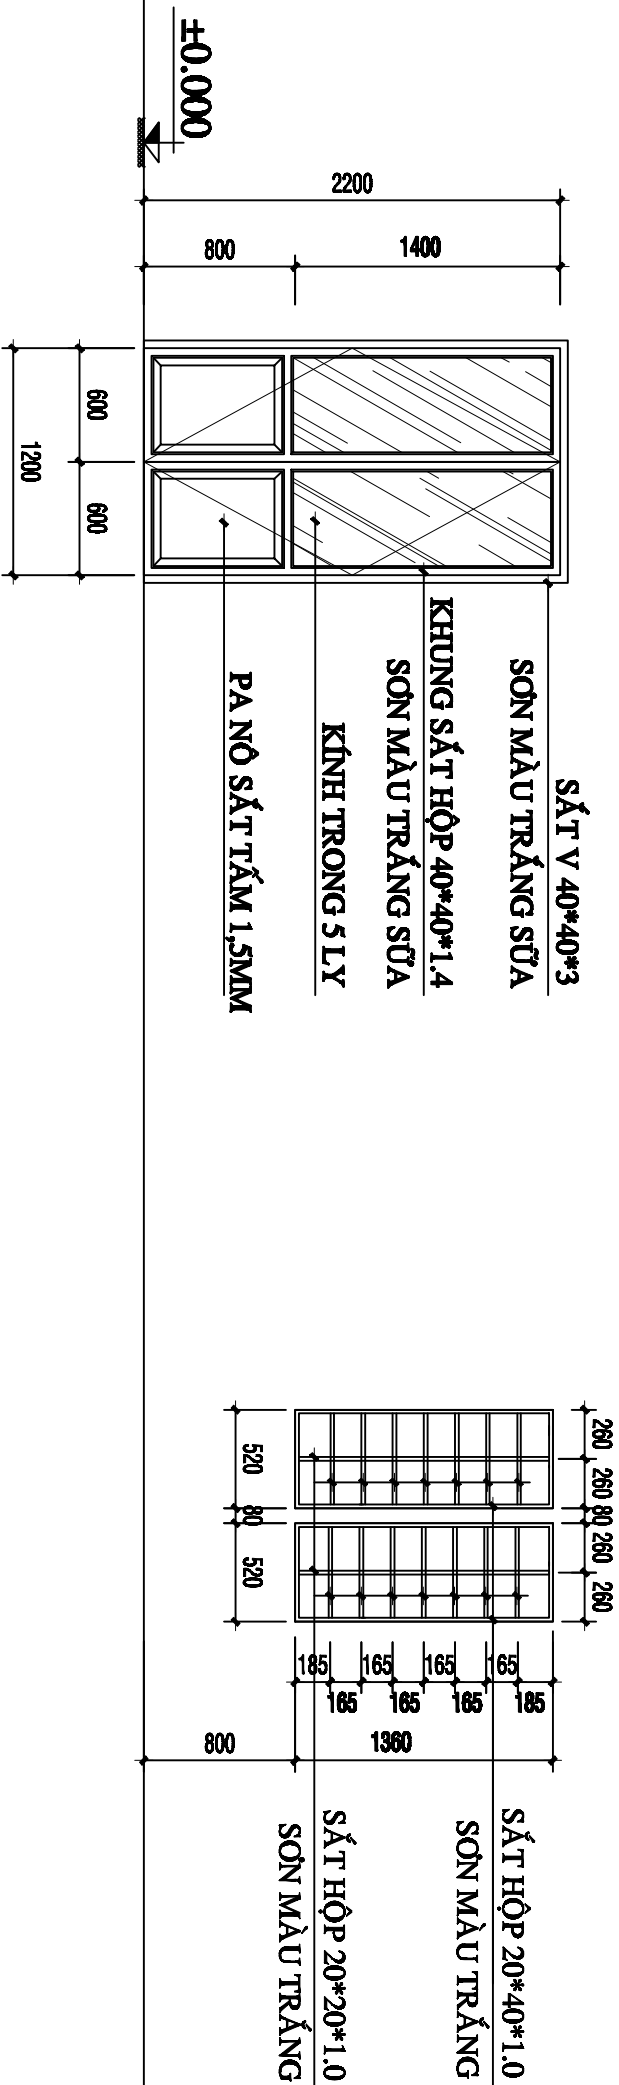 ±0.000
2200
800
1400
600
600
1200
SẮT V 40*40*3
SƠN MÀU TRẮNG SỮA
KHUNG SẮT HỘP 40*40*1.4
SƠN MÀU TRẮNG SỮA
KÍNH TRONG 5 LY
PA NÔ SẮT TẤM 1,5MM
260
260
80
260
260
520
80
520
185
165
165
165
165
165
165
185
800
1360
SẮT HỘP 20*40*1.0
SƠN MÀU TRẮNG
SẮT HỘP 20*20*1.0
SƠN MÀU TRẮNG